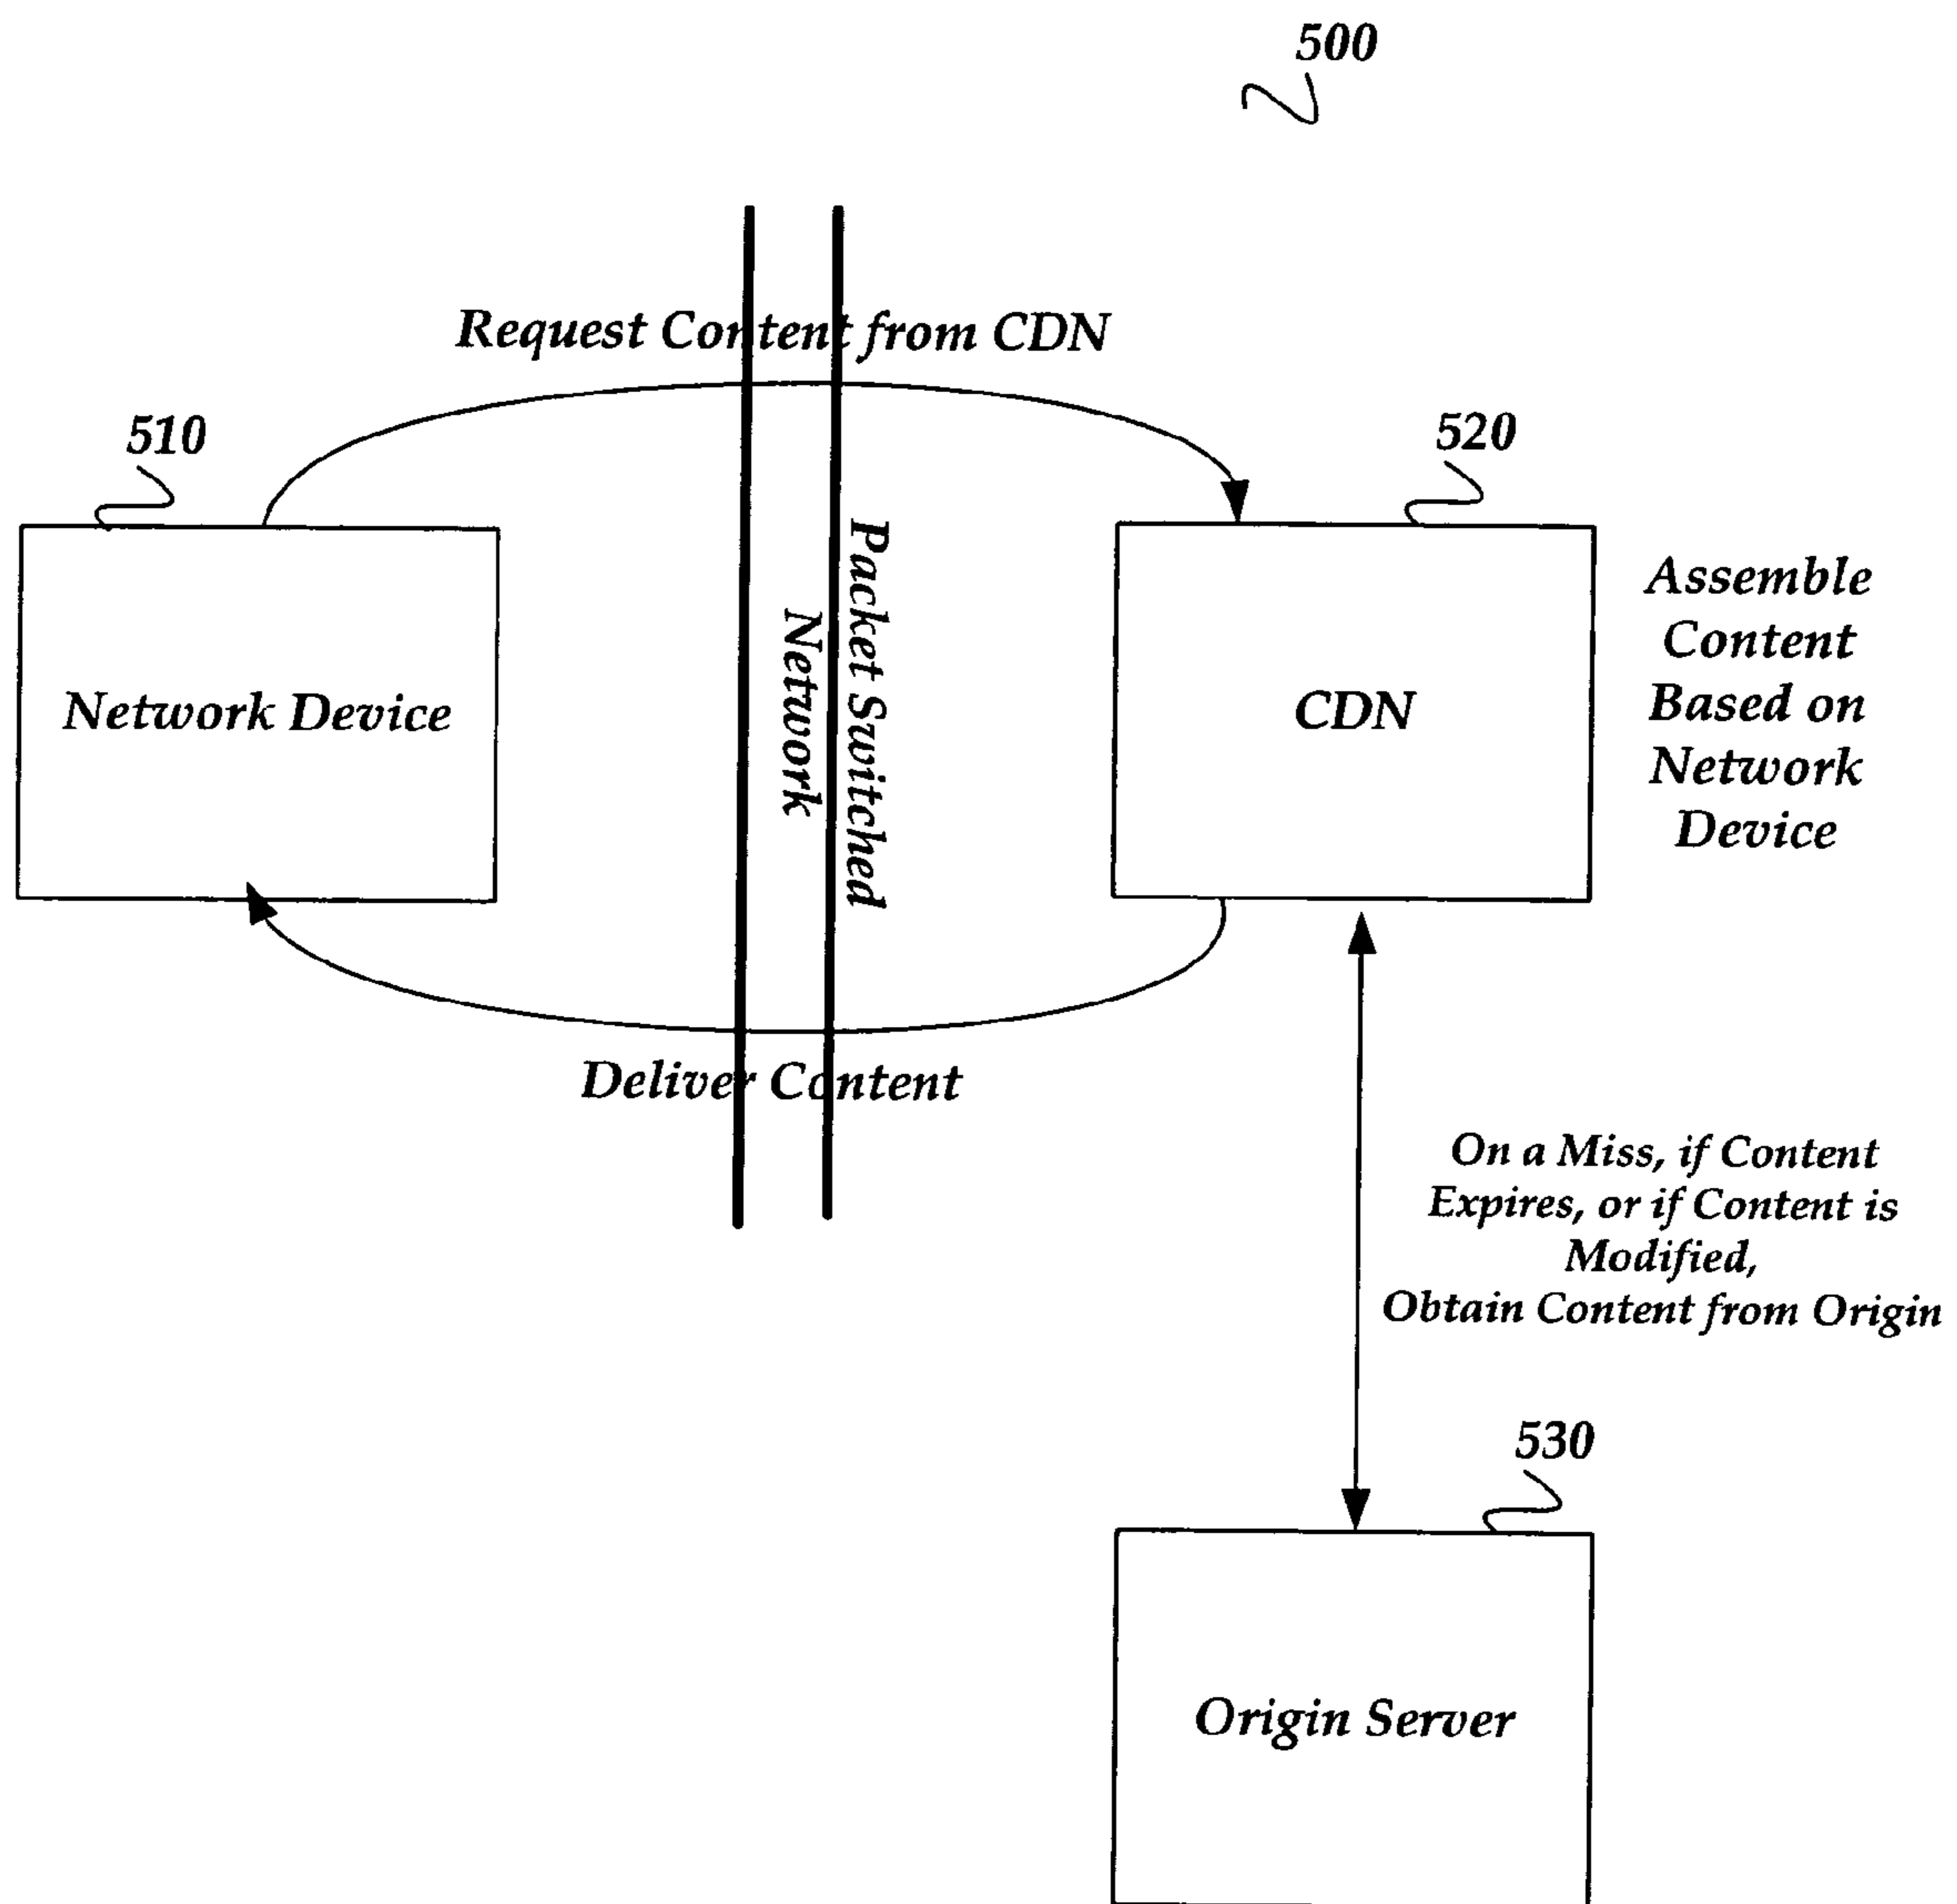 500
Request Content from CDN
510
520
Network Device
Packet Switched
Network
CDN
Assemble
Content
Based on
Network
Device
Deliver Content
On a Miss, if Content
Expires, or if Content is
Modified,
Obtain Content from Origin
530
Origin Server